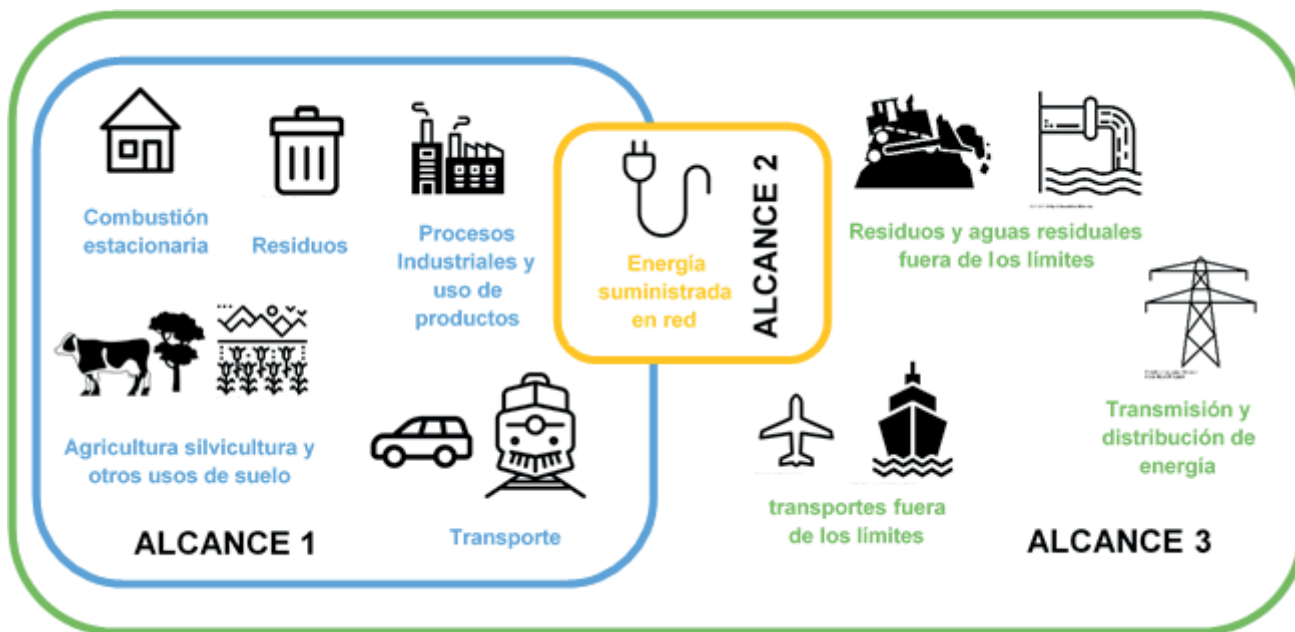 Combustión
estacionaria
Residuos
Procesos
Industriales y
uso de
productos
Agricultura silvicultura y
otros usos de suelo
Transporte
ALCANCE 1
Energía
suministrada
en red
ALCANCE 2
Residuos y aguas residuales
fuera de los límites
transportes fuera
de los límites
Transmisión y
distribución de
energía
ALCANCE 3